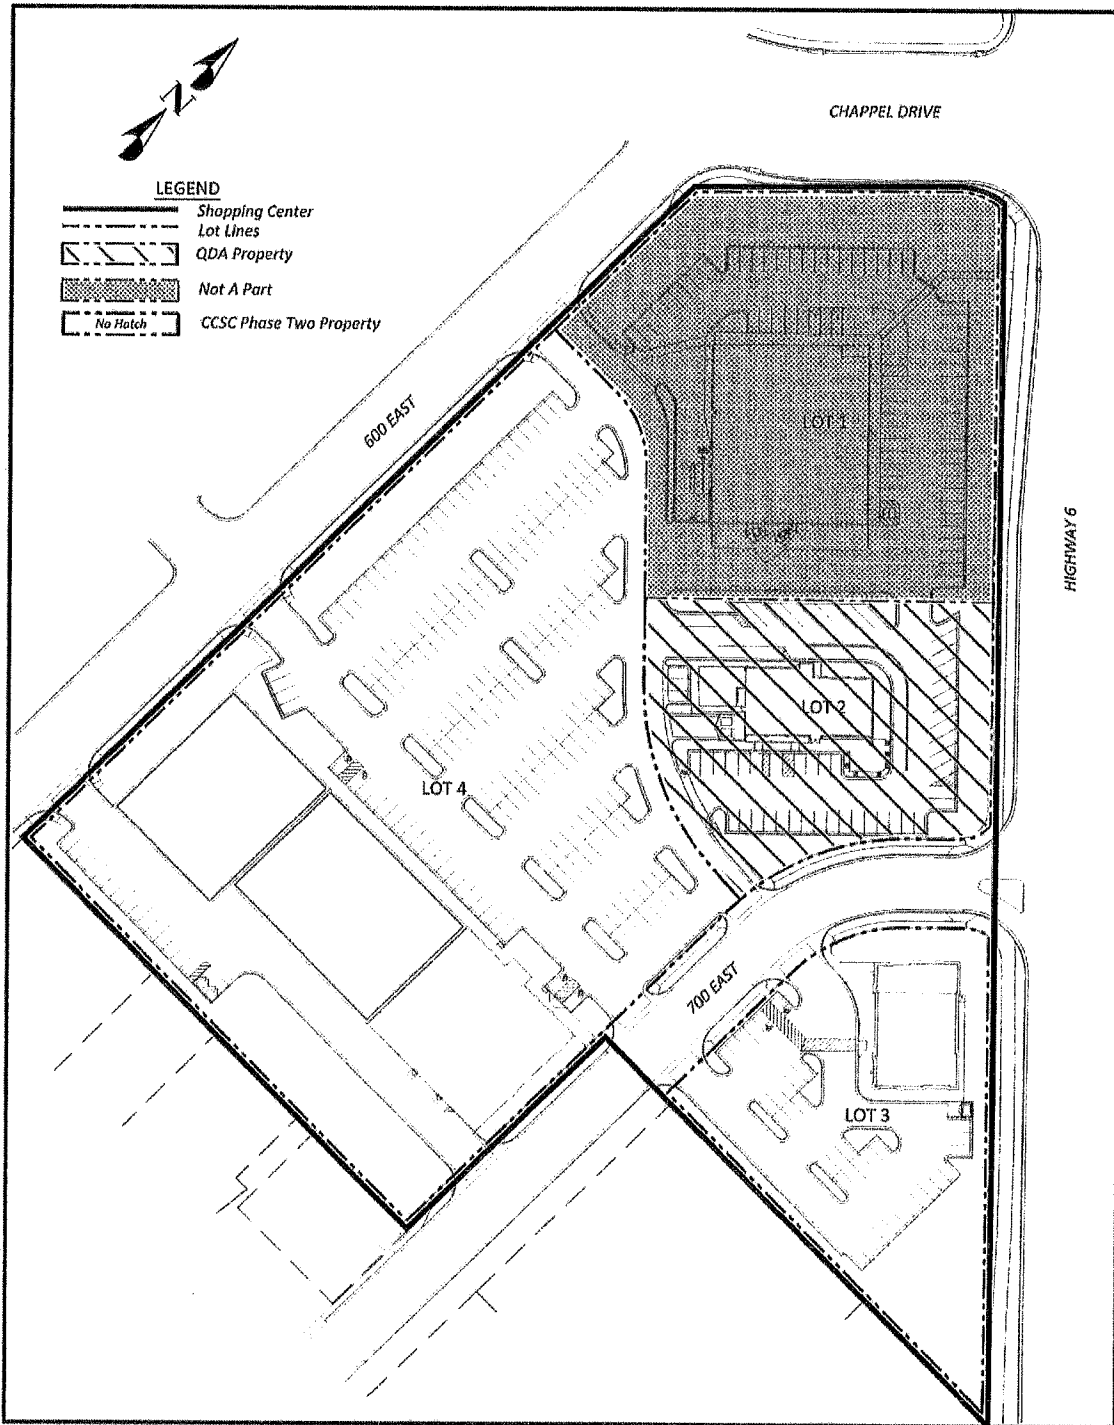 N
CHAPPEL DRIVE
LEGEND
Shopping Center
Lot Lines
QDA Property
Not A Part
No Hatch
CCSC Phase Two Property
600 EAST
LOT 1
HIGHWAY 6
LOT 2
LOT 4
700 EAST
LOT 3